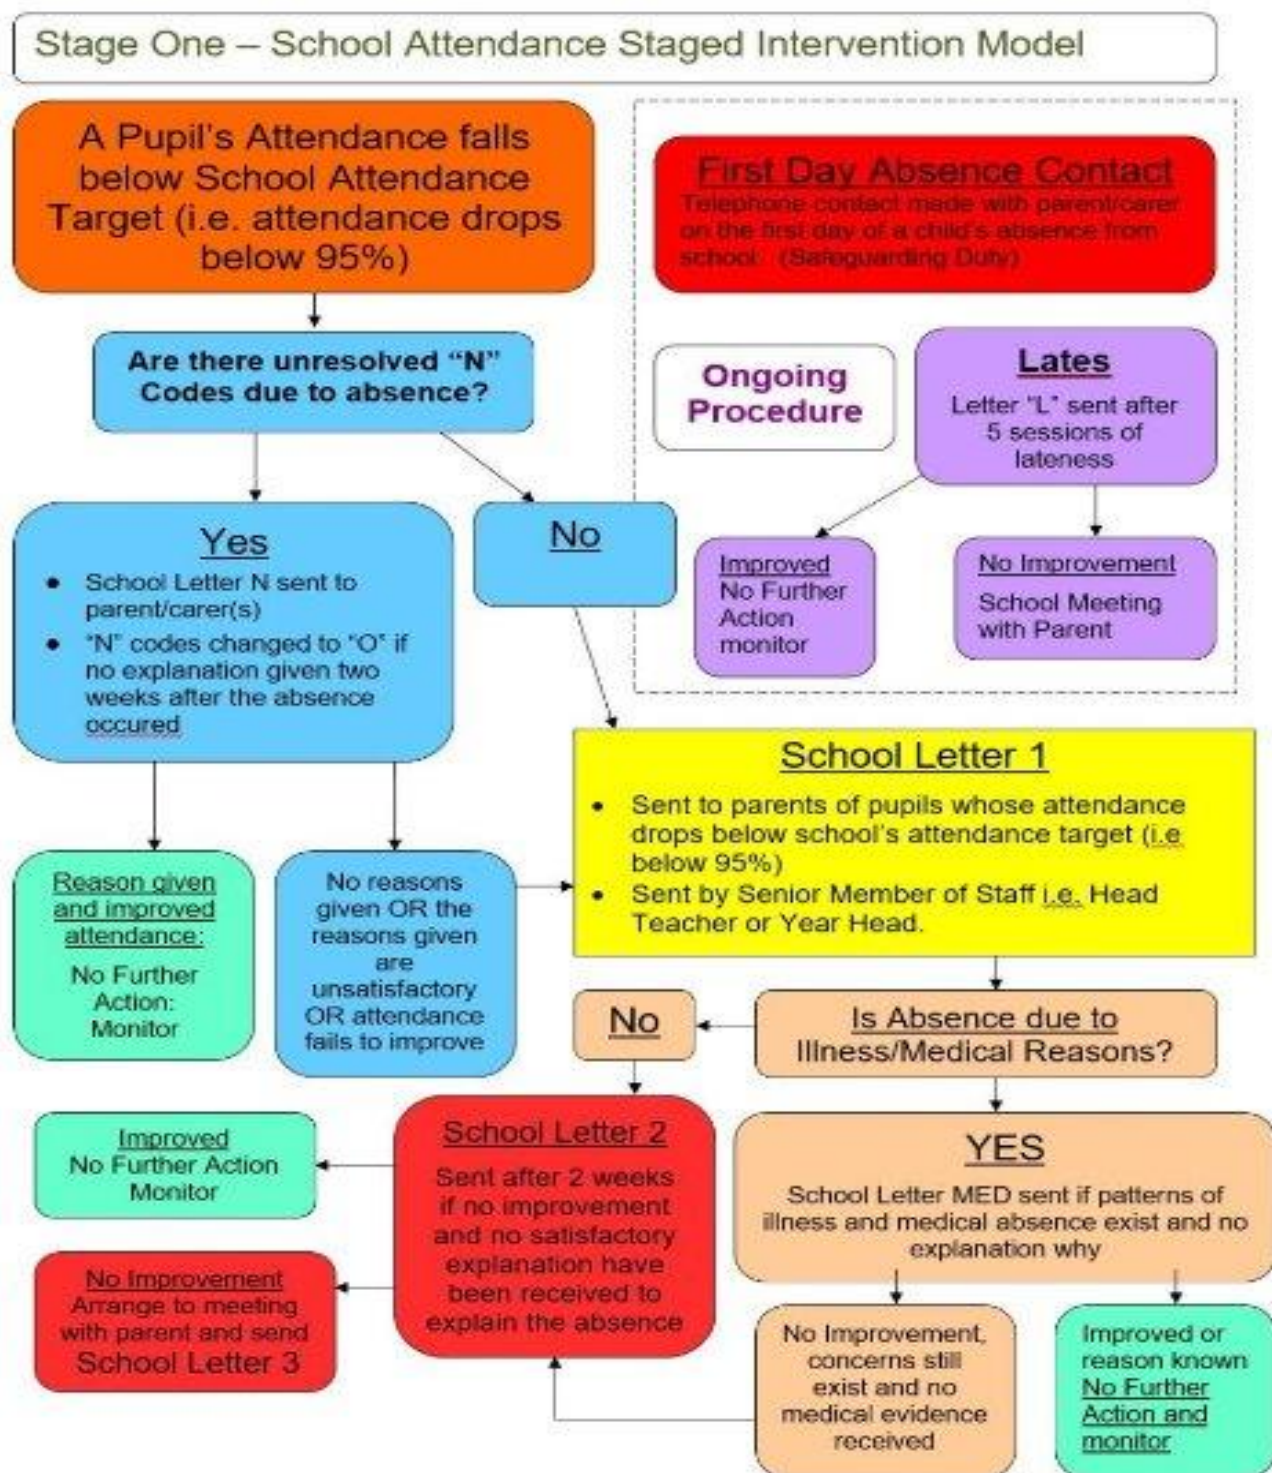 Stage One – School Attendance Staged Intervention Model
A Pupil's Attendance falls
below School Attendance
Target (i.e. attendance drops
below 95%)
First Day Absence Contact
Telephone contact made with parent/carer
on the first day of a child's absence from
school. (Safeguarding Duty)
Are there unresolved “N”
Codes due to absence?
Ongoing
Procedure
Lates
Letter “L” sent after
5 sessions of
lateness
Yes
• School Letter N sent to
parent/carer(s)
• “N” codes changed to “O” if
no explanation given two
weeks after the absence
occured
No
Improved
No Further
Action
monitor
No Improvement
School Meeting
with Parent
School Letter 1
• Sent to parents of pupils whose attendance
drops below school's attendance target (i.e
below 95%)
• Sent by Senior Member of Staff i.e. Head
Teacher or Year Head.
Reason given
and improved
attendance:
No Further
Action:
Monitor
No reasons
given OR the
reasons given
are
unsatisfactory
OR attendance
fails to improve
No
Is Absence due to
Illness/Medical Reasons?
Improved
No Further Action
Monitor
School Letter 2
Sent after 2 weeks
if no improvement
and no satisfactory
explanation have
been received to
explain the absence
YES
School Letter MED sent if patterns of
illness and medical absence exist and no
explanation why
No Improvement
Arrange to meeting
with parent and send
School Letter 3
No Improvement,
concerns still
exist and no
medical evidence
received
Improved or
reason known
No Further
Action and
monitor